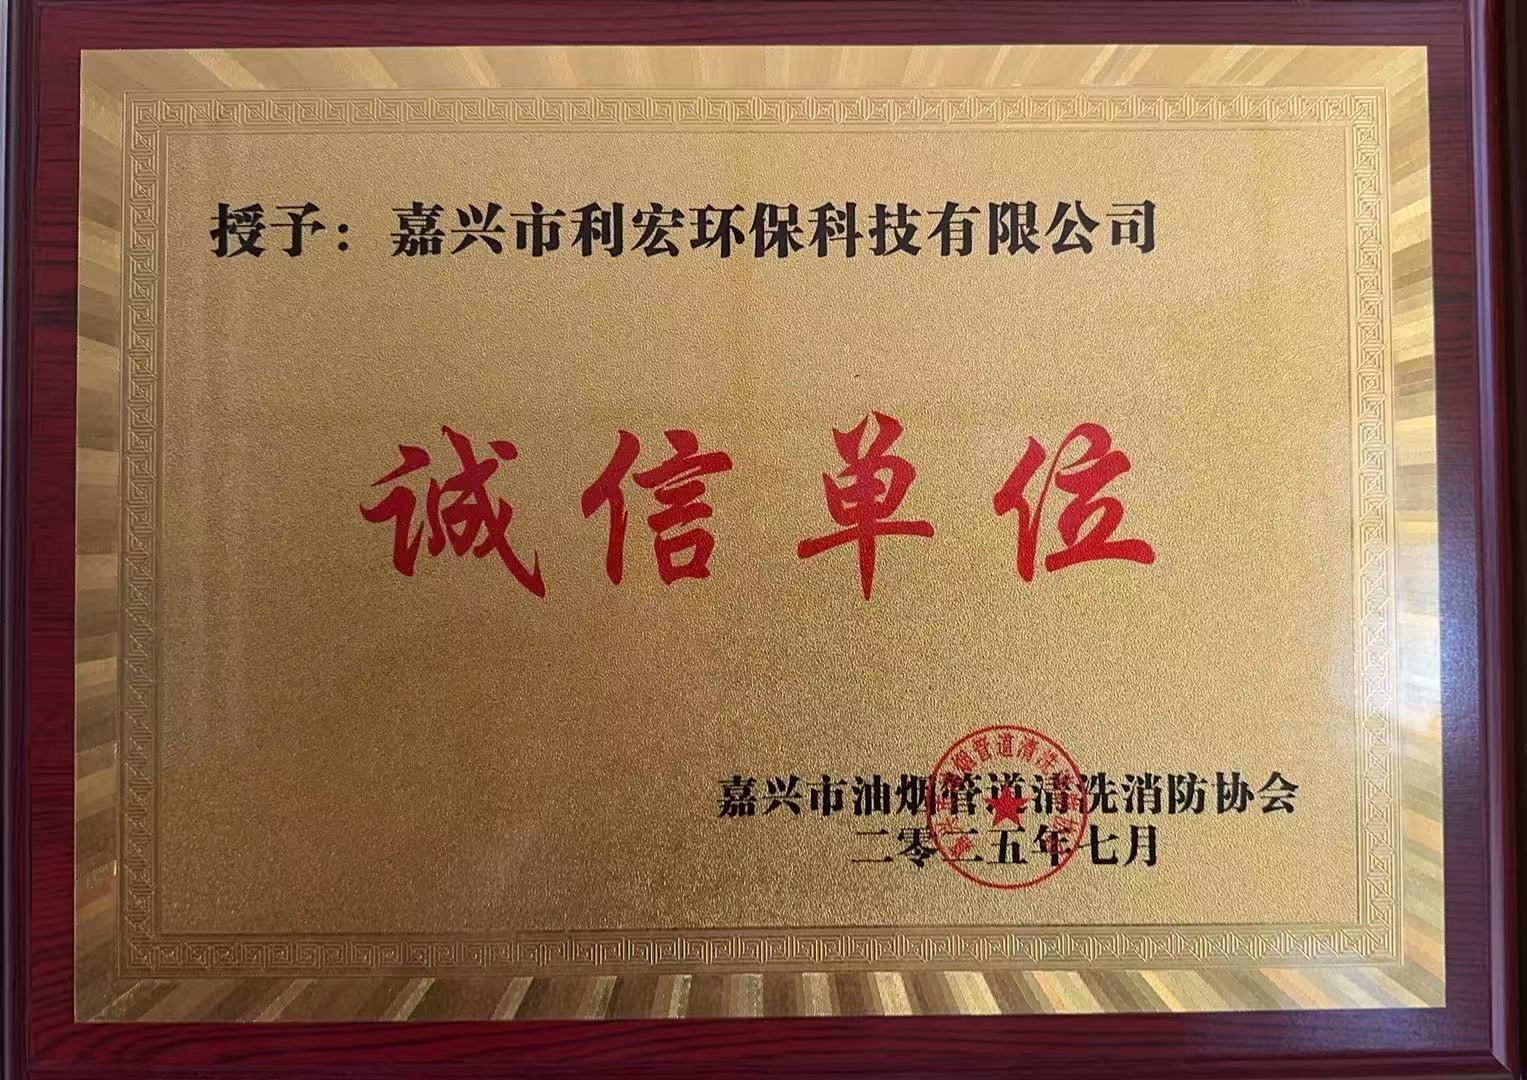 授予：嘉兴市利宏环保科技有限公司
诚信单位
嘉兴市油烟管道清洗消防协会
二零二五年七月